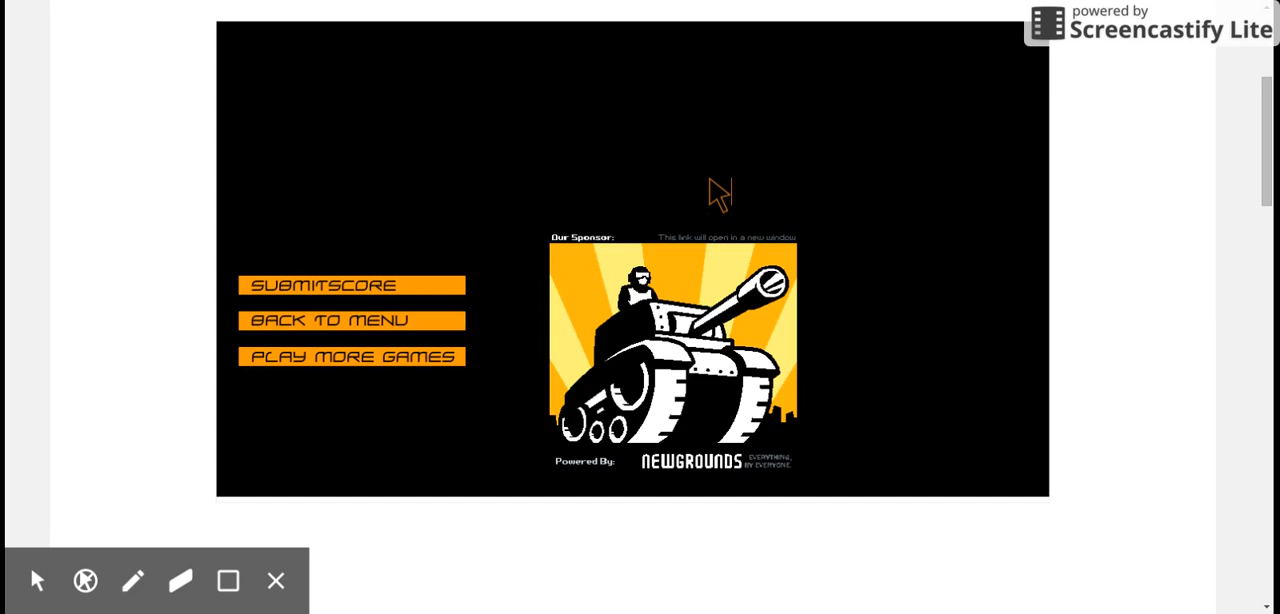 powered by
Screencastify Lite
Our Sponsor: This link will open in a new window
SUBMITSCORE
BACK TO MENU
PLAY MORE GAMES
Powered By: NEWGROUNDS EVERYTHING,
BY EVERYONE.